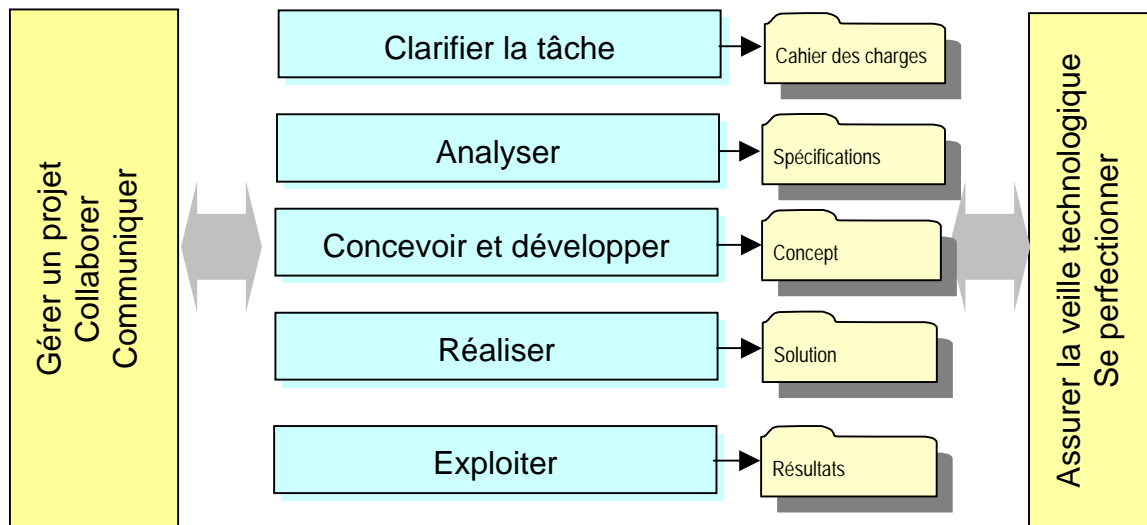 Gérer un projet
Collaborer
Communiquer
Clarifier la tâche
Cahier des charges
Analyser
Spécifications
Concevoir et développer
Concept
Réaliser
Solution
Exploiter
Résultats
Assurer la veille technologique
Se perfectionner